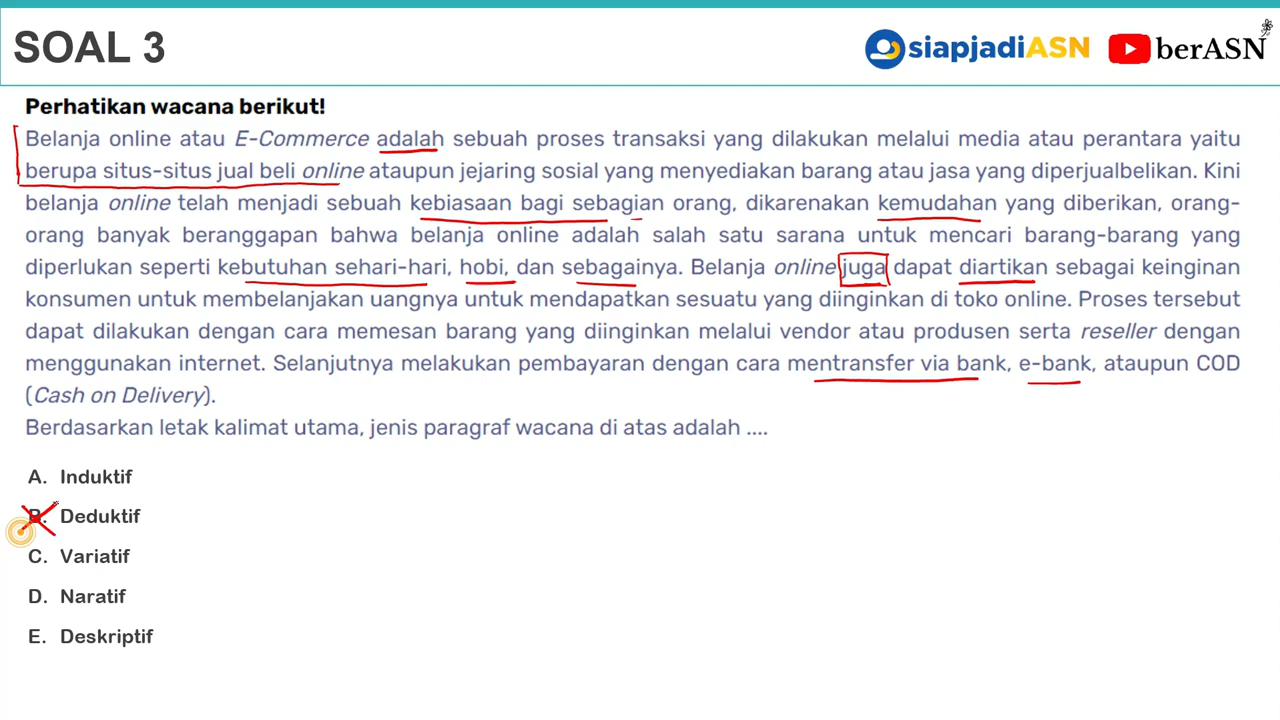 SOAL 3
siapjadiASN
berASN
Perhatikan wacana berikut!
Belanja online atau E-Commerce adalah sebuah proses transaksi yang dilakukan melalui media atau perantara yaitu
berupa situs-situs jual beli online ataupun jejaring sosial yang menyediakan barang atau jasa yang diperjualbelikan. Kini
belanja online telah menjadi sebuah kebiasaan bagi sebagian orang, dikarenakan kemudahan yang diberikan, orang-
orang banyak beranggapan bahwa belanja online adalah salah satu sarana untuk mencari barang-barang yang
diperlukan seperti kebutuhan sehari-hari, hobi, dan sebagainya. Belanja online juga dapat diartikan sebagai keinginan
konsumen untuk membelanjakan uangnya untuk mendapatkan sesuatu yang diinginkan di toko online. Proses tersebut
dapat dilakukan dengan cara memesan barang yang diinginkan melalui vendor atau produsen serta reseller dengan
menggunakan internet. Selanjutnya melakukan pembayaran dengan cara mentransfer via bank, e-bank, ataupun COD
(Cash on Delivery).
Berdasarkan letak kalimat utama, jenis paragraf wacana di atas adalah ....
A. Induktif
B. Deduktif
C. Variatif
D. Naratif
E. Deskriptif